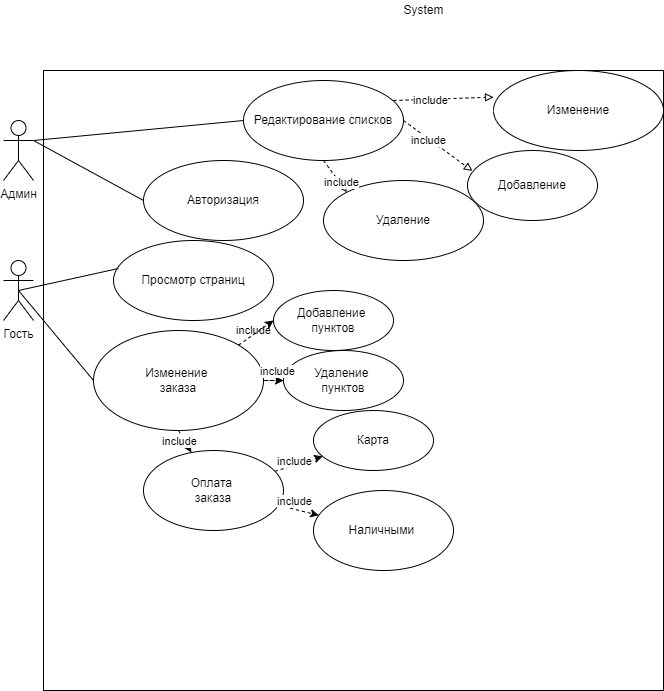 System
Редактирование списков
include
Изменение
include
Добавление
include
Удаление
Админ
Авторизация
Просмотр страниц
Гость
Добавление
пунктов
include
Изменение
заказа
include
Удаление
пунктов
include
Карта
include
Оплата
заказа
include
Наличными